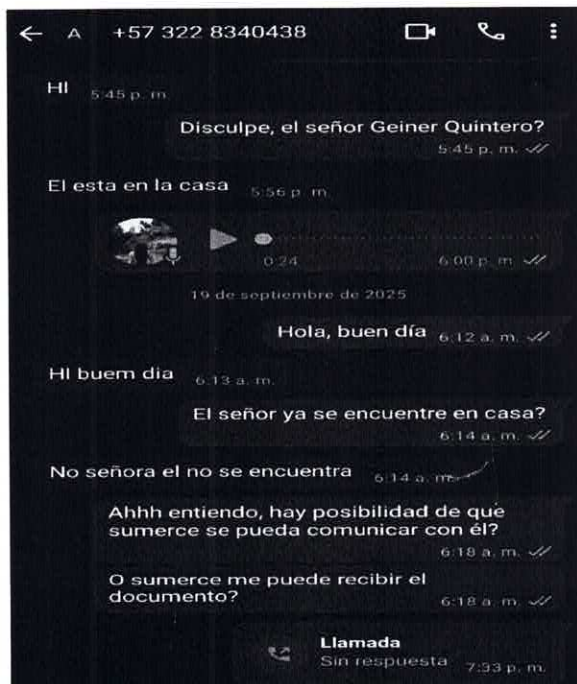 A +57 322 8340438
HI 5:45 p. m.
Disculpe, el señor Geiner Quintero?
5:45 p. m.
El esta en la casa 5:56 p. m.
0:24 6:00 p. m.
19 de septiembre de 2025
Hola, buen día 6:12 a. m.
HI buem dia 6:13 a. m.
El señor ya se encuentre en casa?
6:14 a. m.
No señora el no se encuentra 6:14 a. m.
Ahhh entiendo, hay posibilidad de que
sumerce se pueda comunicar con él?
6:18 a. m.
O sumerce me puede recibir el
documento? 6:18 a. m.
Llamada
Sin respuesta 7:33 p. m.